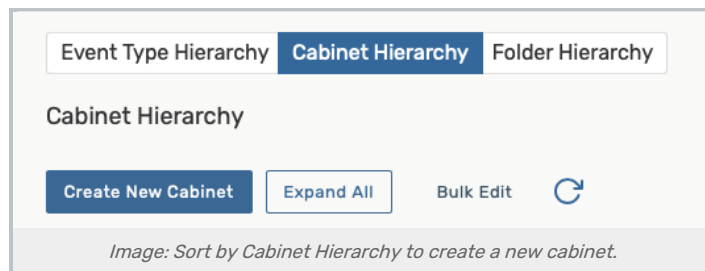 Event Type Hierarchy Cabinet Hierarchy Folder Hierarchy
Cabinet Hierarchy
Create New Cabinet Expand All Bulk Edit
Image: Sort by Cabinet Hierarchy to create a new cabinet.